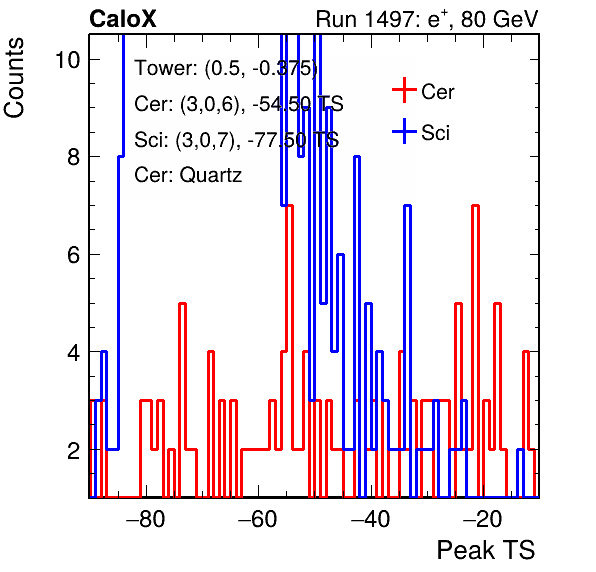 CaloX Run 1497: e⁺, 80 GeV
Counts
Tower: (0.5, -0.375)
Cer: (3,0,6), -54.50 TS
Sci: (3,0,7), -77.50 TS
Cer: Quartz
Cer
Sci
10
8
6
4
2
−80 −60 −40 −20
Peak TS